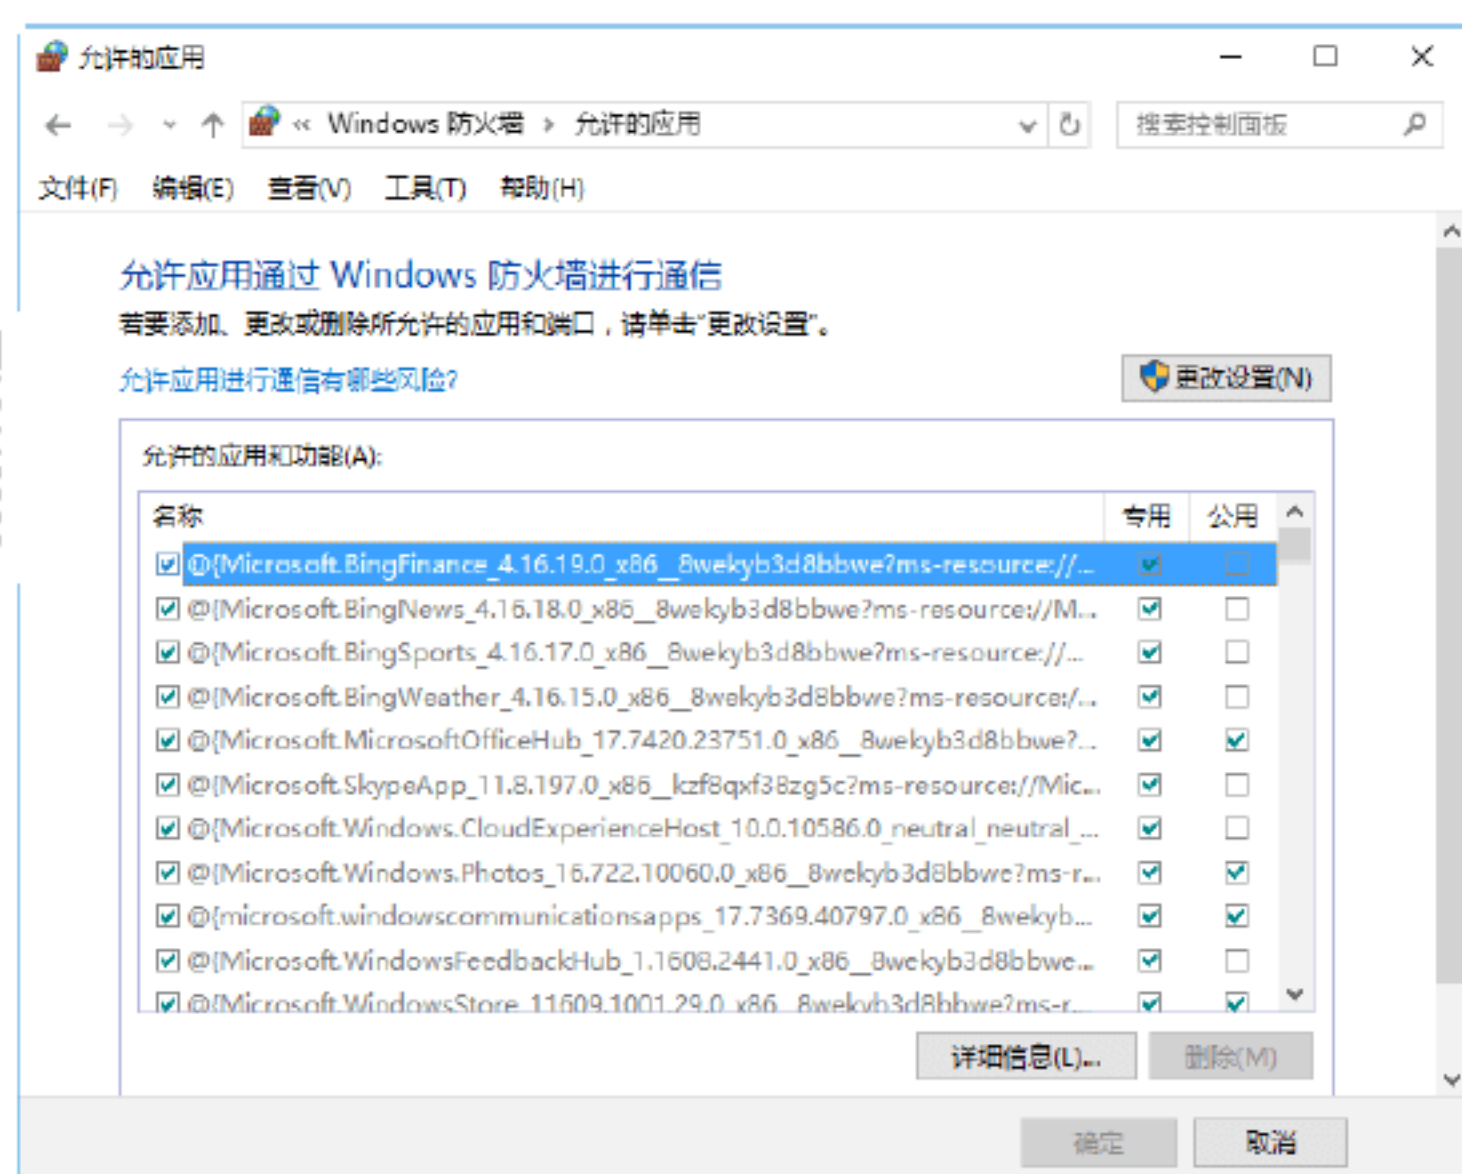 允许的应用
« Windows 防火墙 › 允许的应用
搜索控制面板
文件(F) 编辑(E) 查看(V) 工具(T) 帮助(H)
允许应用通过 Windows 防火墙进行通信
若要添加、更改或删除所允许的应用和端口，请单击"更改设置"。
允许应用进行通信有哪些风险?
更改设置(N)
允许的应用和功能(A):
名称 专用 公用
@{Microsoft.BingFinance_4.16.19.0_x86__8wekyb3d8bbwe?ms-resource://...
@{Microsoft.BingNews_4.16.18.0_x86__8wekyb3d8bbwe?ms-resource://M...
@{Microsoft.BingSports_4.16.17.0_x86__8wekyb3d8bbwe?ms-resource://...
@{Microsoft.BingWeather_4.16.15.0_x86__8wekyb3d8bbwe?ms-resource:/...
@{Microsoft.MicrosoftOfficeHub_17.7420.23751.0_x86__8wekyb3d8bbwe?...
@{Microsoft.SkypeApp_11.8.197.0_x86__kzf8qxf38zg5c?ms-resource://Mic...
@{Microsoft.Windows.CloudExperienceHost_10.0.10586.0_neutral_neutral_...
@{Microsoft.Windows.Photos_16.722.10060.0_x86__8wekyb3d8bbwe?ms-r...
@{microsoft.windowscommunicationsapps_17.7369.40797.0_x86__8wekyb...
@{Microsoft.WindowsFeedbackHub_1.1608.2441.0_x86__8wekyb3d8bbwe...
@{Microsoft.WindowsStore_11609.1001.29.0_x86__8wekyb3d8bbwe?ms-r...
详细信息(L)... 删除(M)
确定 取消